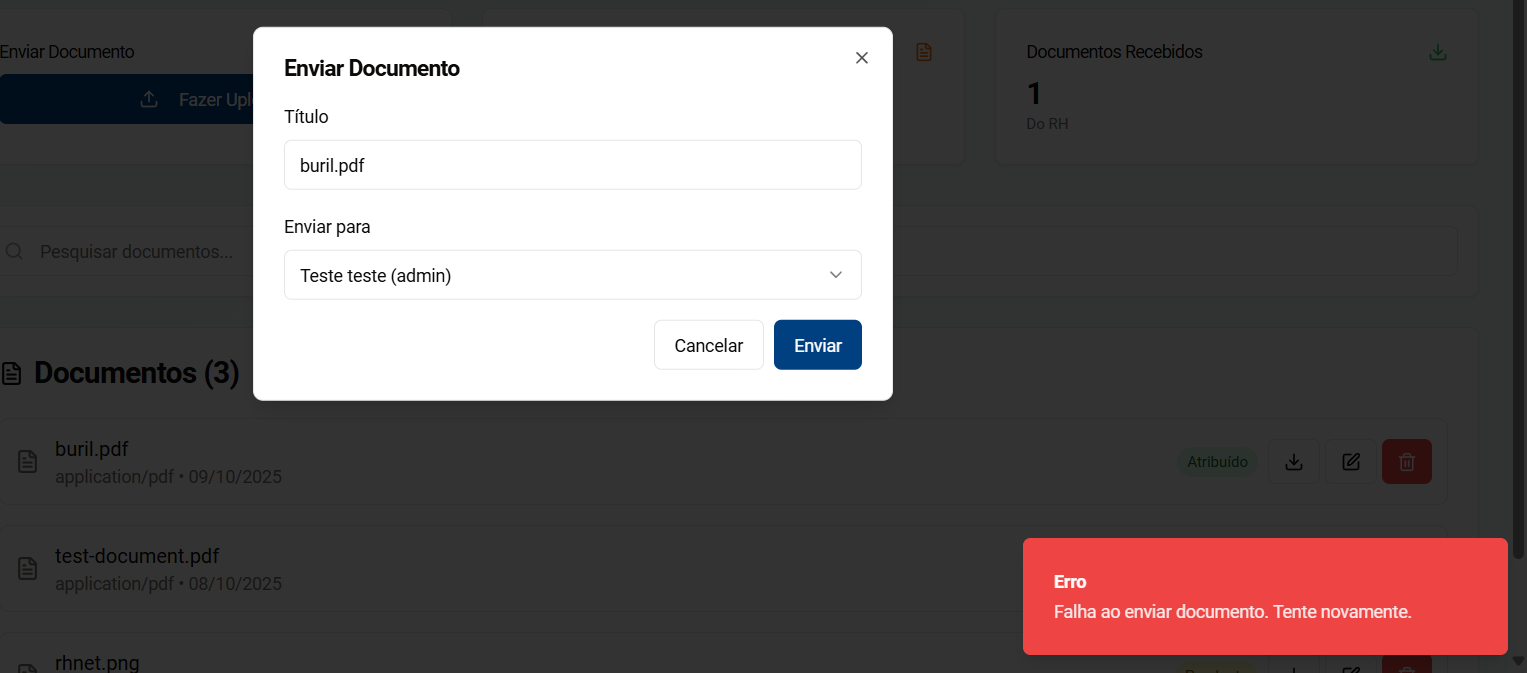 Enviar Documento
Fazer Upl
Documentos Recebidos
1
Do RH
Enviar Documento
Título
buril.pdf
Enviar para
Teste teste (admin)
Cancelar
Enviar
Pesquisar documentos...
Documentos (3)
buril.pdf
application/pdf • 09/10/2025
Atribuído
test-document.pdf
application/pdf • 08/10/2025
rhnet.png
Erro
Falha ao enviar documento. Tente novamente.